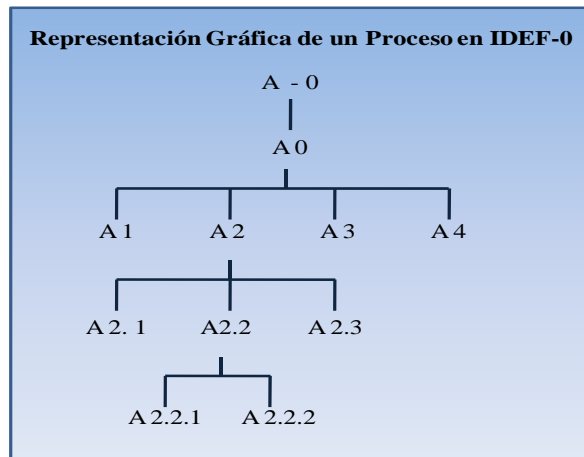 Representación Gráfica de un Proceso en IDEF-0
A - 0
A 0
A 1 A 2 A 3 A 4
A 2. 1 A2.2 A 2.3
A 2.2.1 A 2.2.2